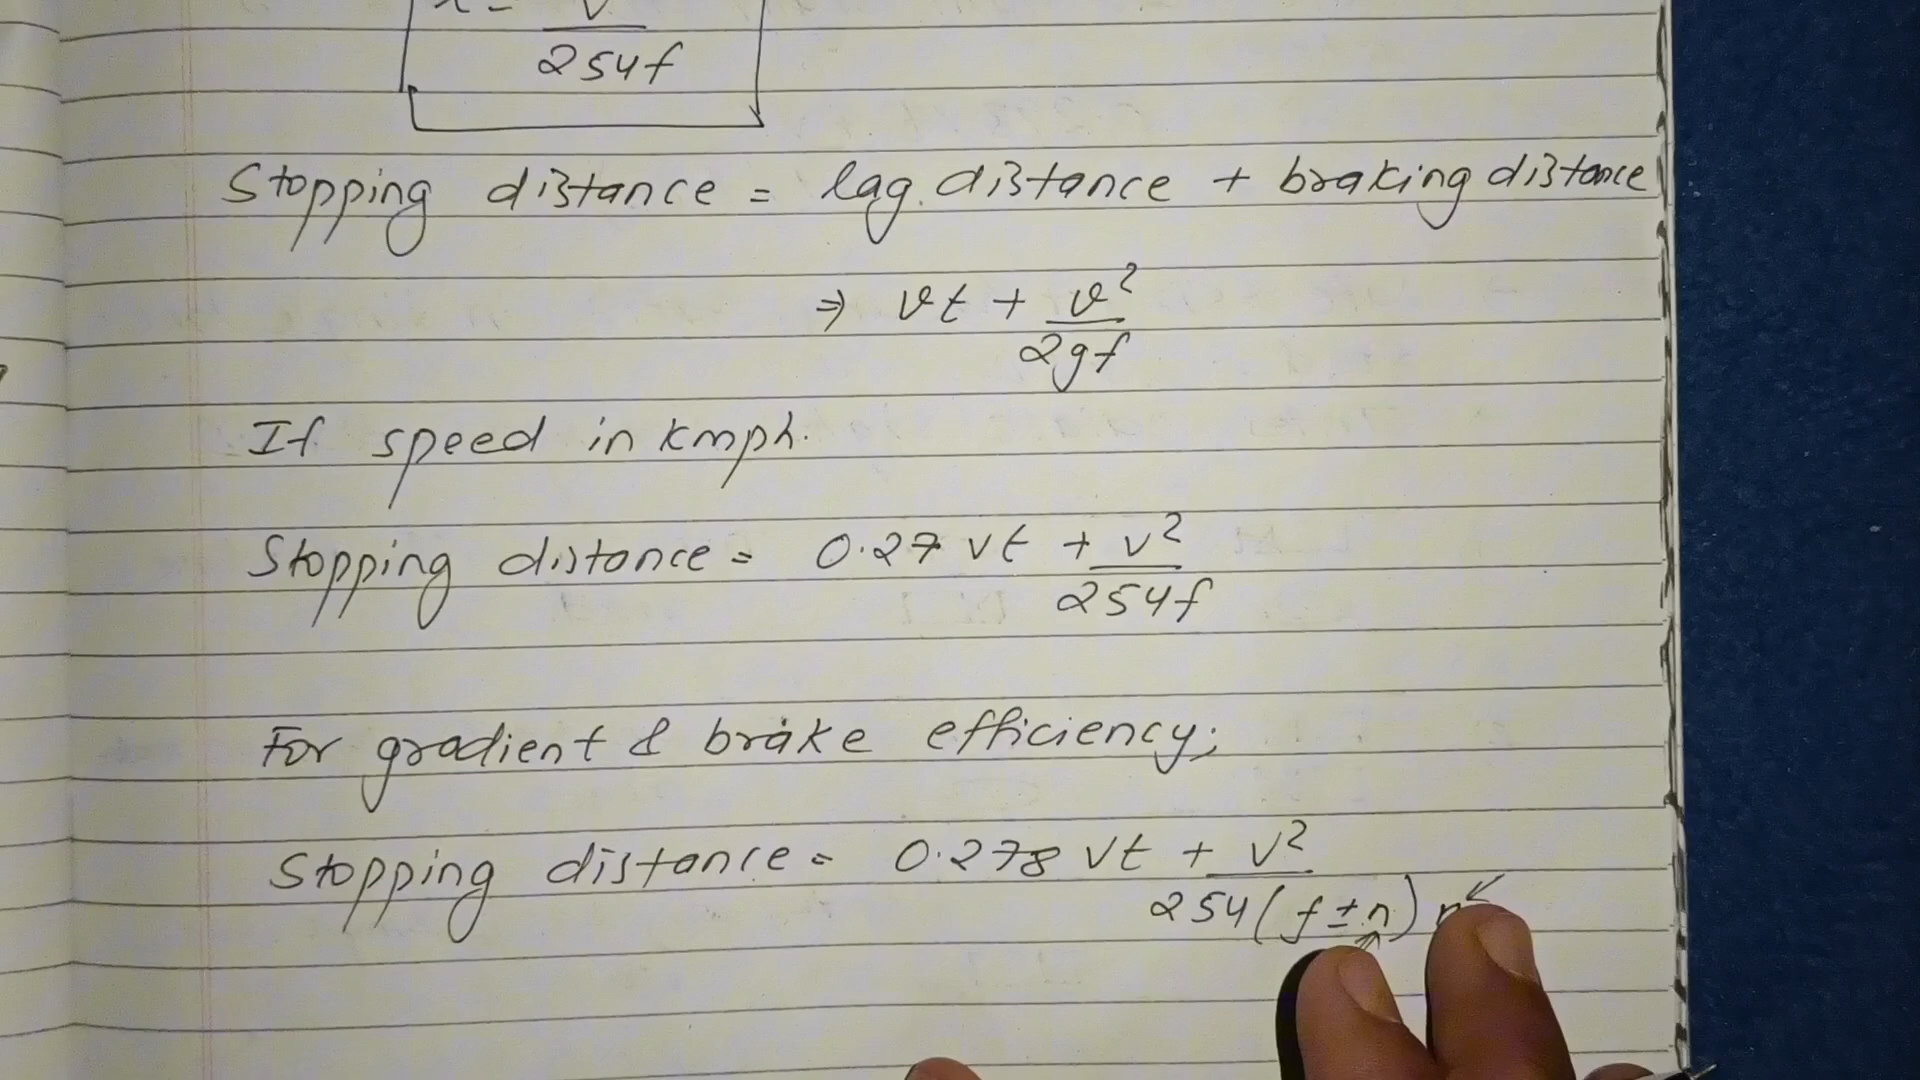 x = v
254f
Stopping distance = lag distance + braking distance
⇒ vt + v²
2gf
If speed in kmph.
Stopping distance = 0.27 vt + v²
254f
For gradient & brake efficiency;
Stopping distance = 0.278 vt + v²
254(f ± n)